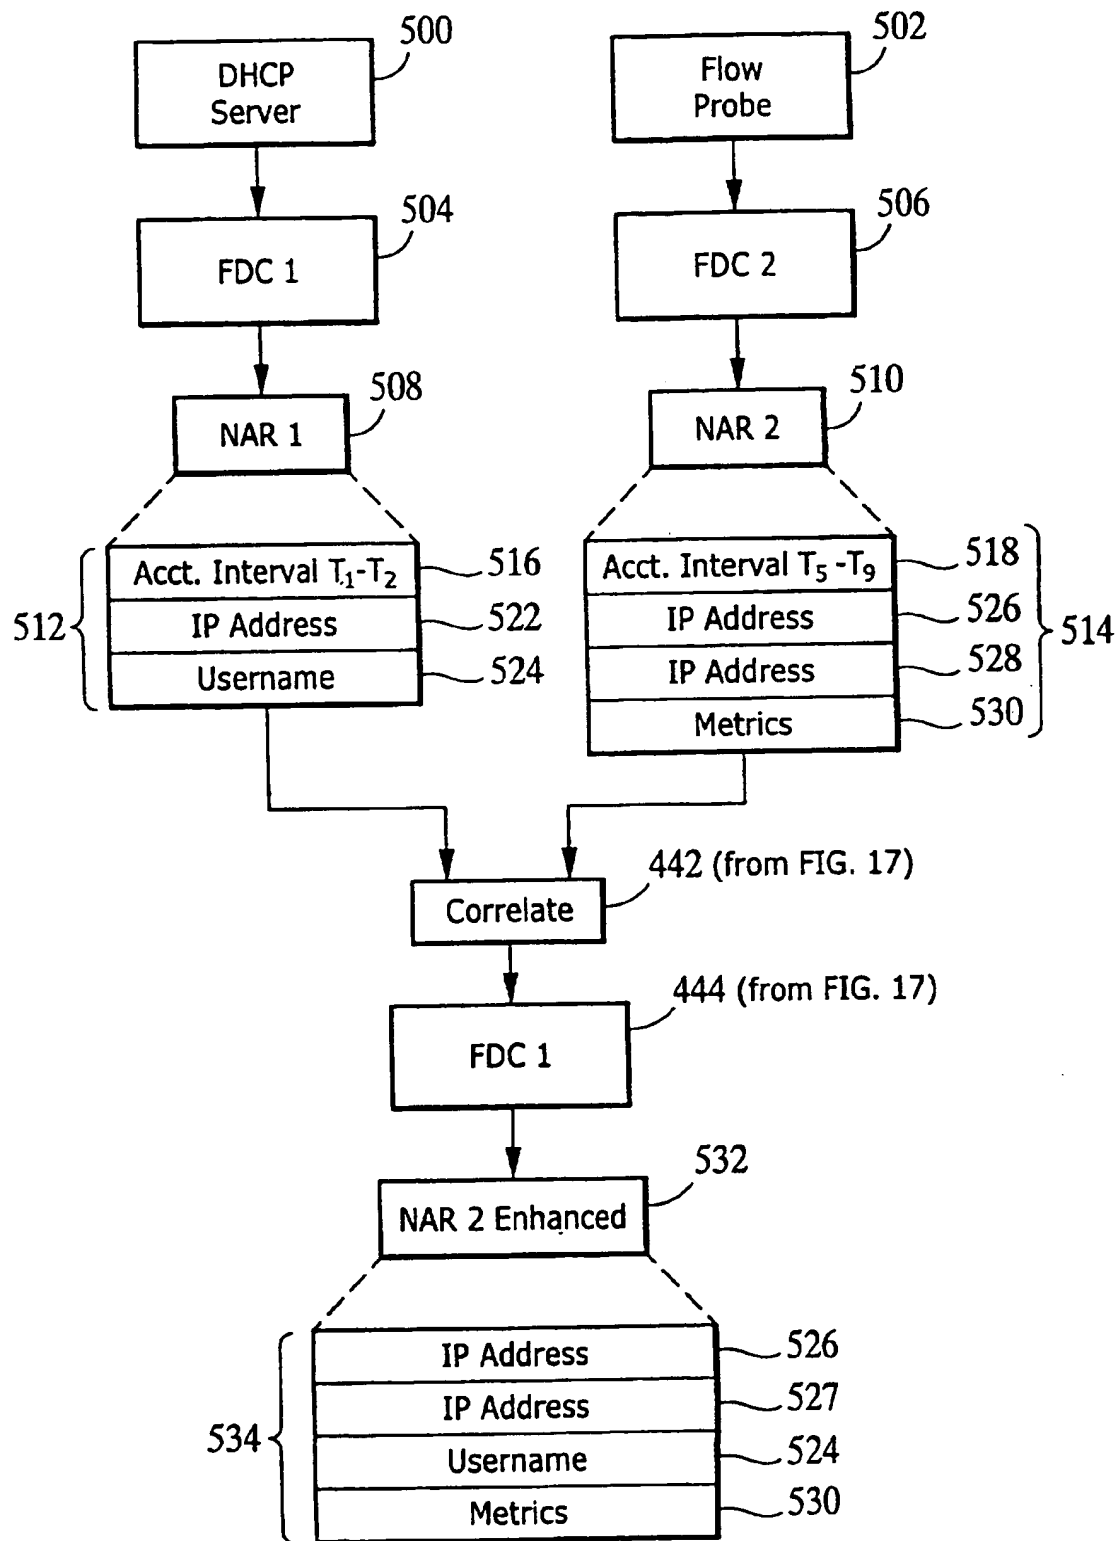 500
DHCP
Server
502
Flow
Probe
504
FDC 1
506
FDC 2
508
NAR 1
510
NAR 2
512
Acct. Interval T₁-T₂
516
IP Address
522
Username
524
Acct. Interval T₅-T₉
518
IP Address
526
IP Address
528
Metrics
530
514
442 (from FIG. 17)
Correlate
444 (from FIG. 17)
FDC 1
532
NAR 2 Enhanced
534
IP Address
526
IP Address
527
Username
524
Metrics
530